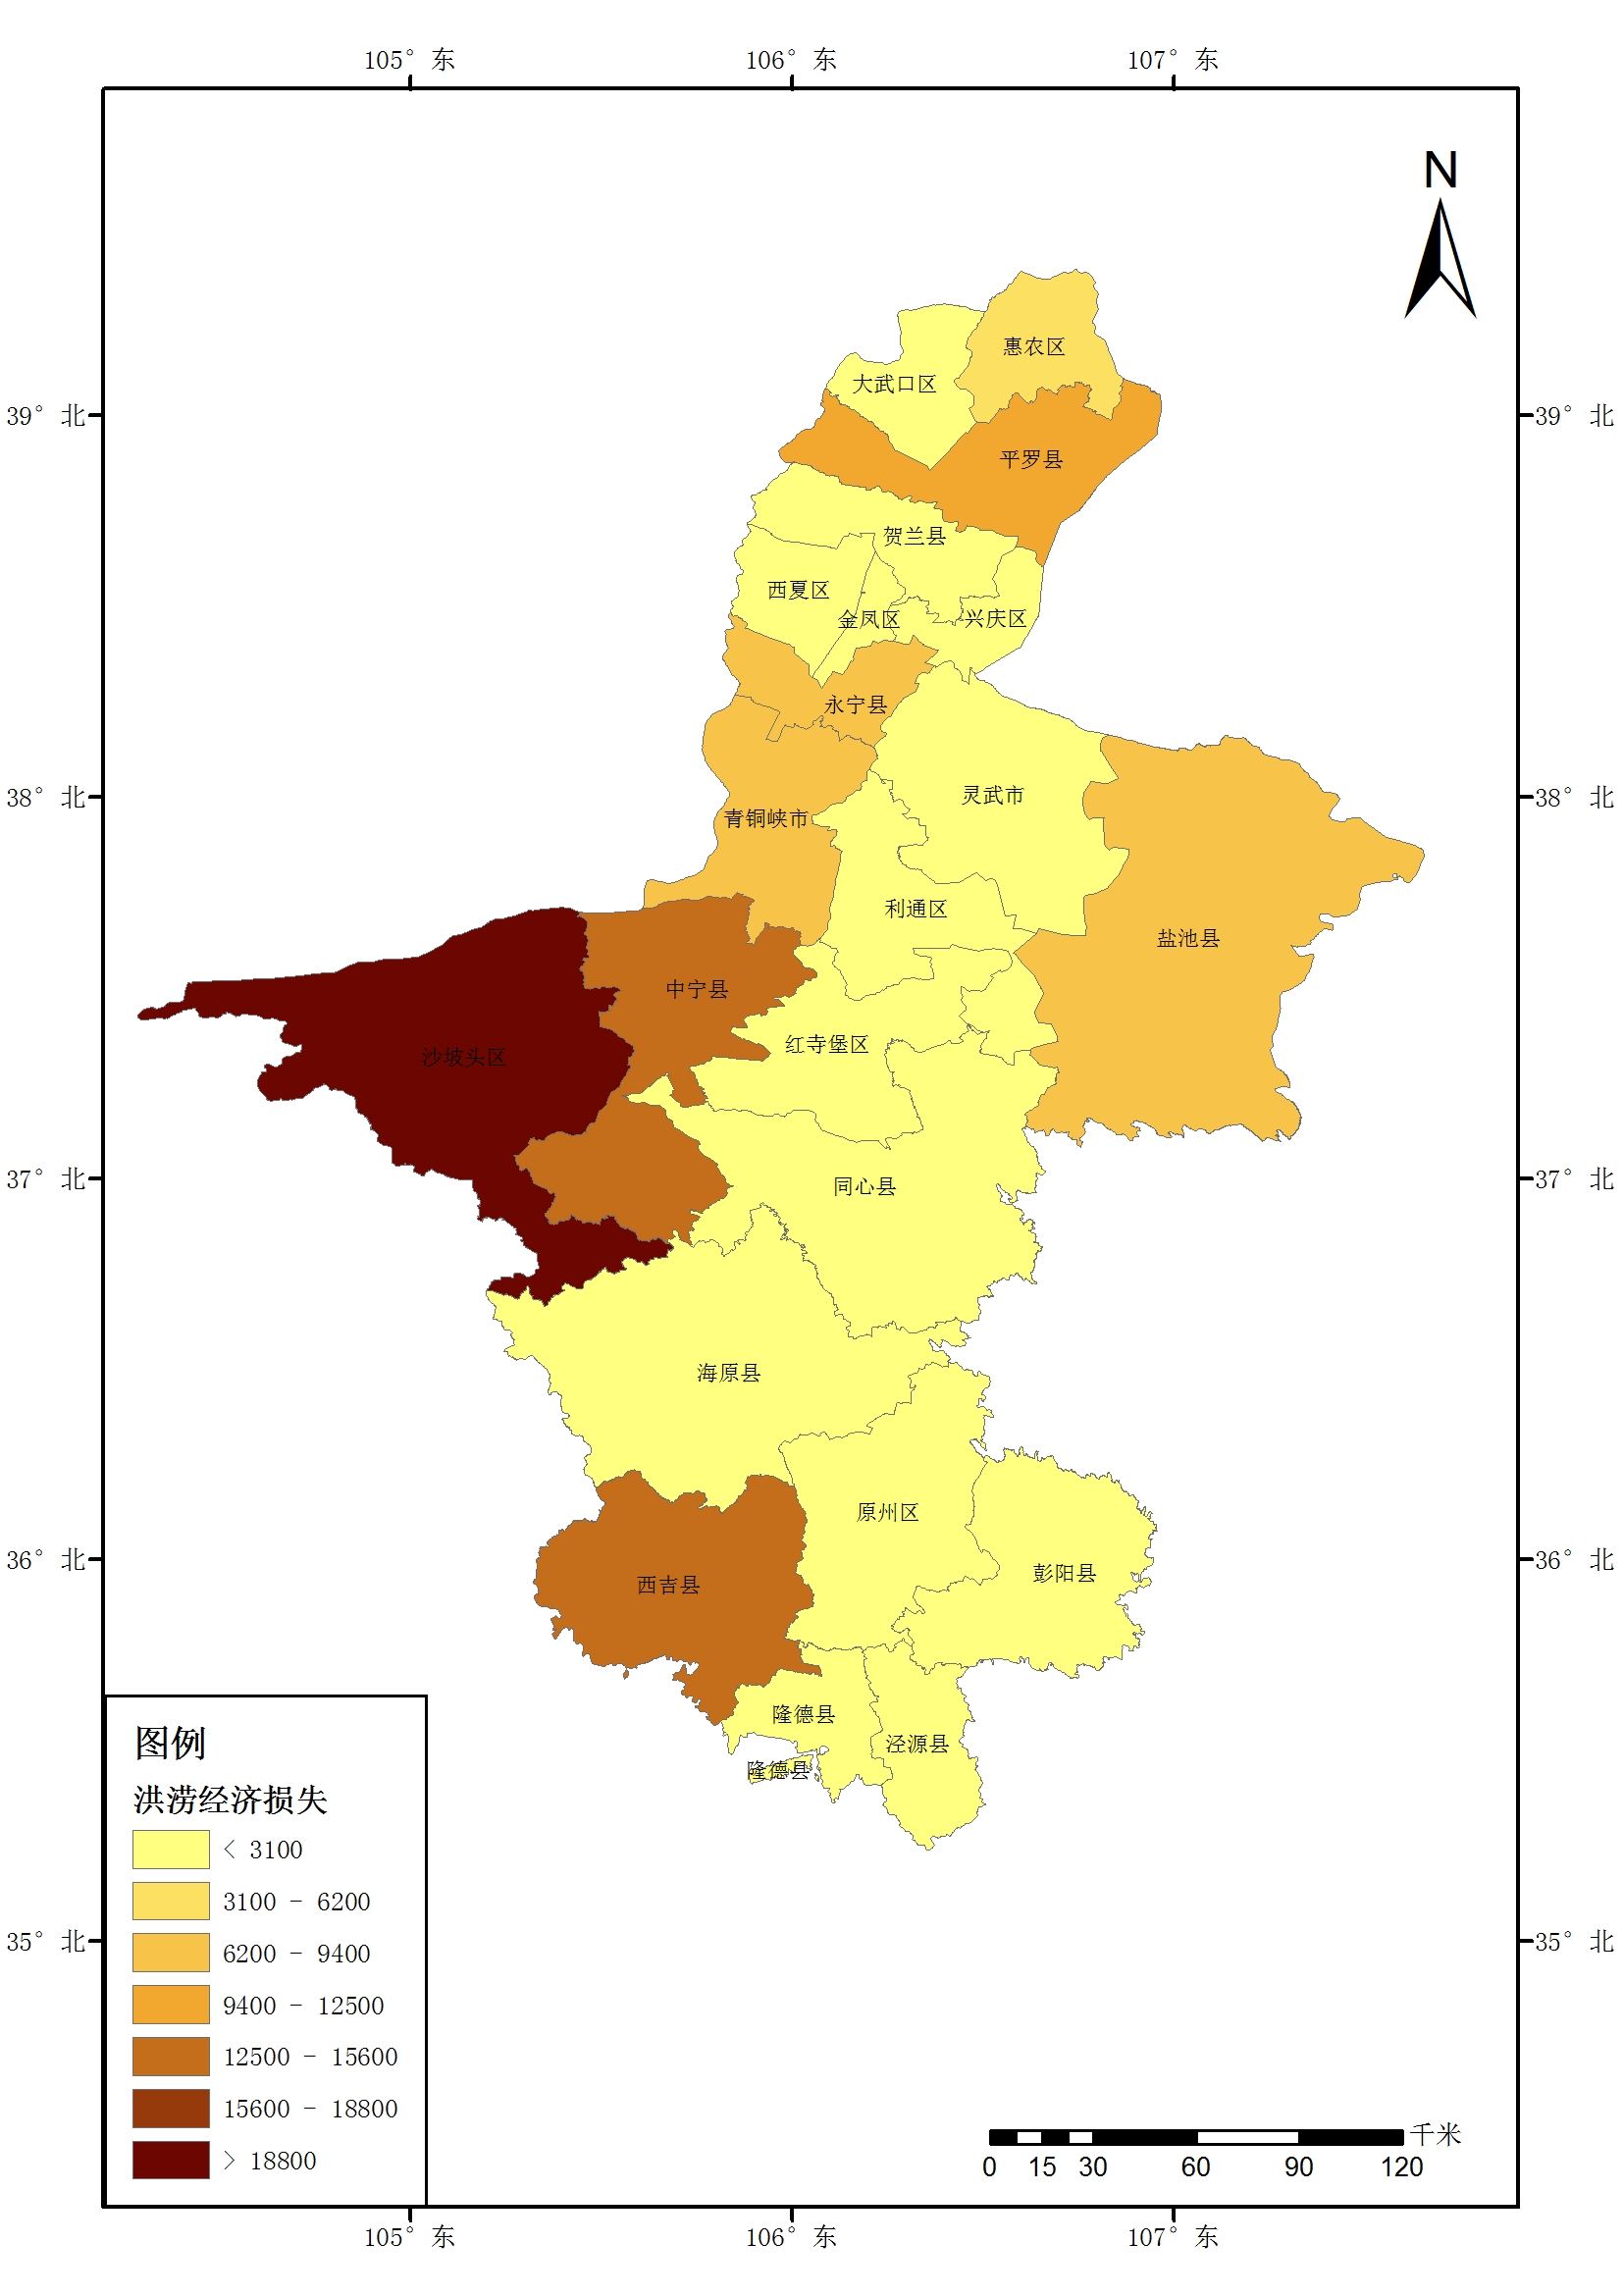 105° 东
106° 东
107° 东
N
惠农区
大武口区
39° 北
39° 北
平罗县
贺兰县
西夏区
金凤区
兴庆区
永宁县
38° 北
38° 北
灵武市
青铜峡市
利通区
盐池县
中宁县
红寺堡区
沙坡头区
37° 北
37° 北
同心县
海原县
原州区
36° 北
36° 北
彭阳县
西吉县
隆德县
泾源县
隆德县
图例
洪涝经济损失
< 3100
3100 - 6200
35° 北
35° 北
6200 - 9400
9400 - 12500
12500 - 15600
15600 - 18800
千米
> 18800
0 15 30 60 90 120
105° 东
106° 东
107° 东